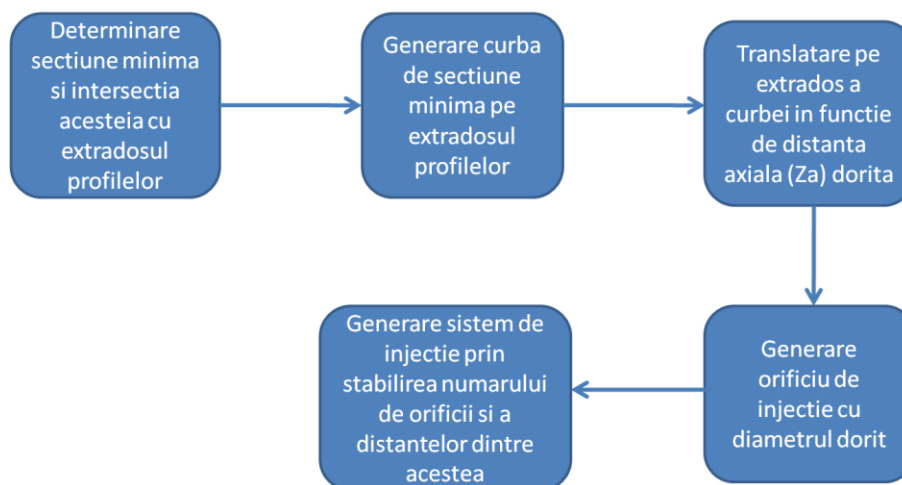 Determinare
sectiune minima
si intersectia
acesteia cu
extradosul
profilelor
Generare curba
de sectiune
minima pe
extradosul
profilelor
Translatare pe
extrados a
curbei in functie
de distanta
axiala (Za) dorita
Generare
orificiu de
injectie cu
diametrul dorit
Generare sistem de
injectie prin
stabilirea numarului
de orificii si a
distantelor dintre
acestea